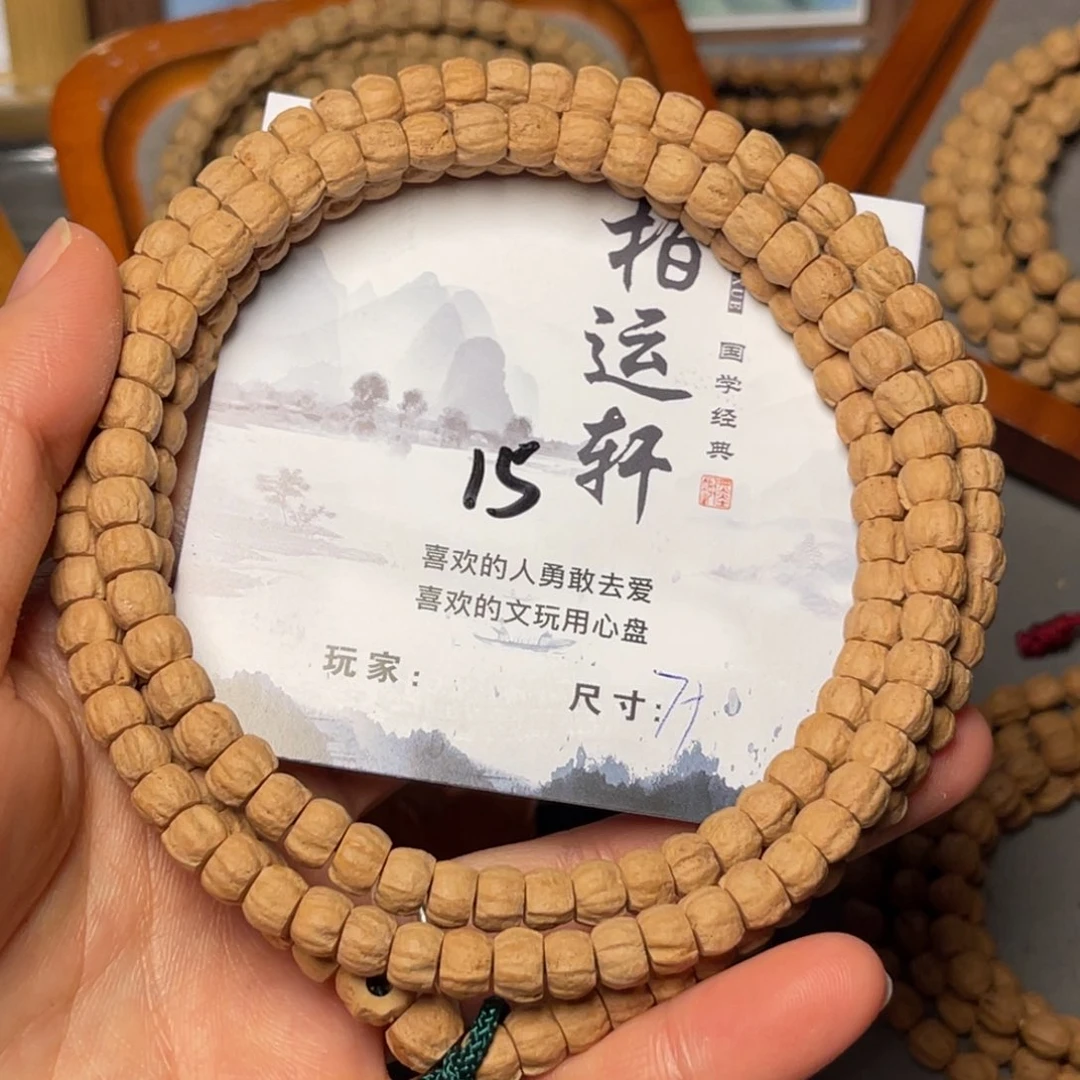 指运轩
国学经典
15
喜欢的人勇敢去爱
喜欢的文玩用心盘
玩家：
尺寸：